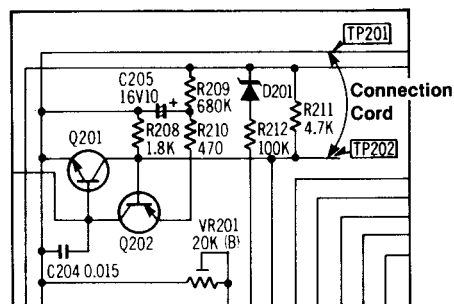 TP201
Connection
Cord
TP202
C205
16V10 +
R209
680K
D201
R211
4.7K
Q201
R208
1.8K
R210
470
R212
100K
Q202
VR201
20K (B)
C204 0.015